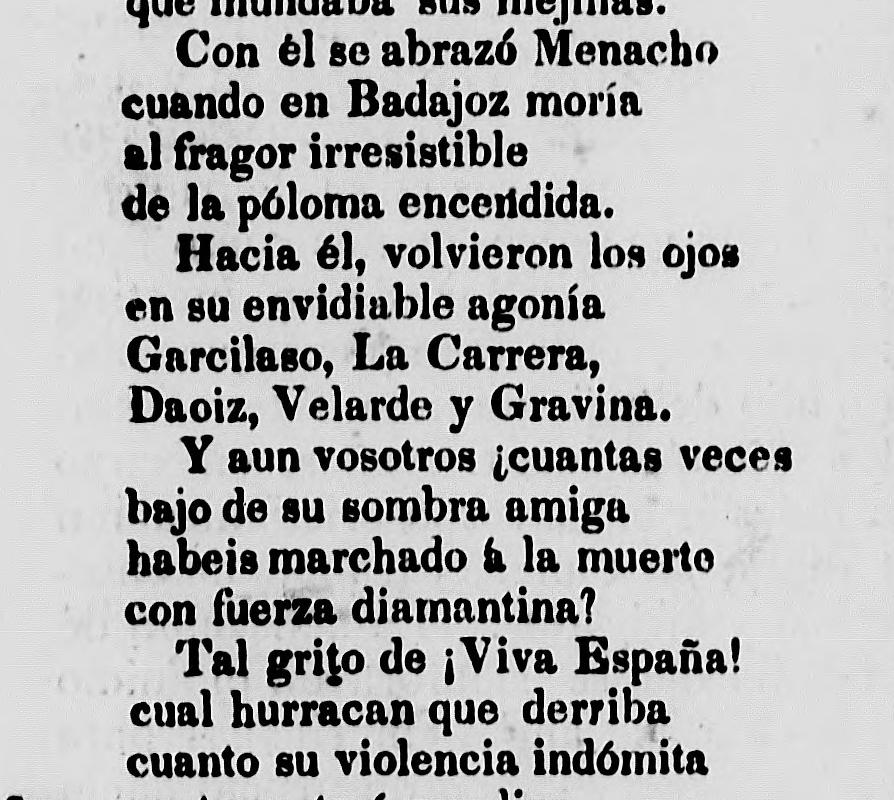 que inundaba sus mejillas.
Con él se abrazó Menacho
cuando en Badajoz moría
al fragor irresistible
de la póloma encendida.
Hacia él, volvieron los ojos
en su envidiable agonía
Garcilaso, La Carrera,
Daoiz, Velarde y Gravina.
Y aun vosotros ¿cuantas veces
bajo de su sombra amiga
habeis marchado á la muerte
con fuerza diamantina?
Tal grito de ¡Viva España!
cual hurracan que derriba
cuanto su violencia indómita